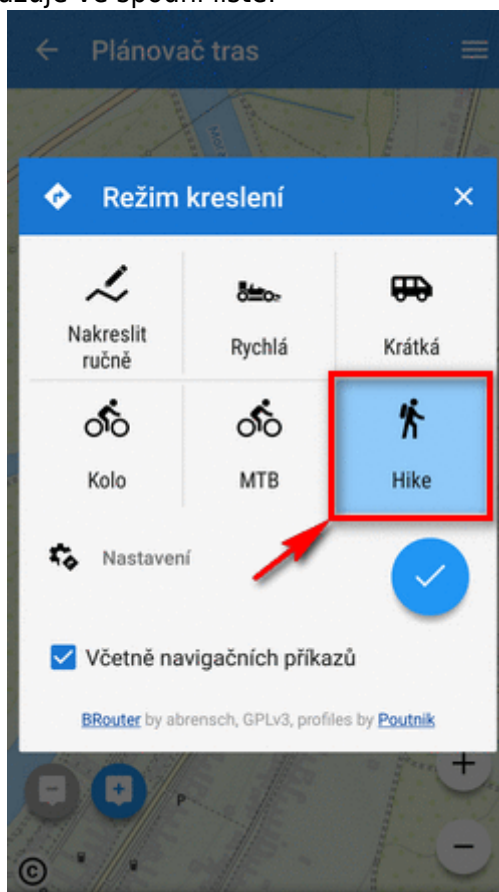 Plánovač tras
Režim kreslení
Nakreslit
ručně
Rychlá
Krátká
Kolo
MTB
Hike
Nastavení
Včetně navigačních příkazů
BRouter by abrensch, GPLv3, profiles by Poutnik
P
©